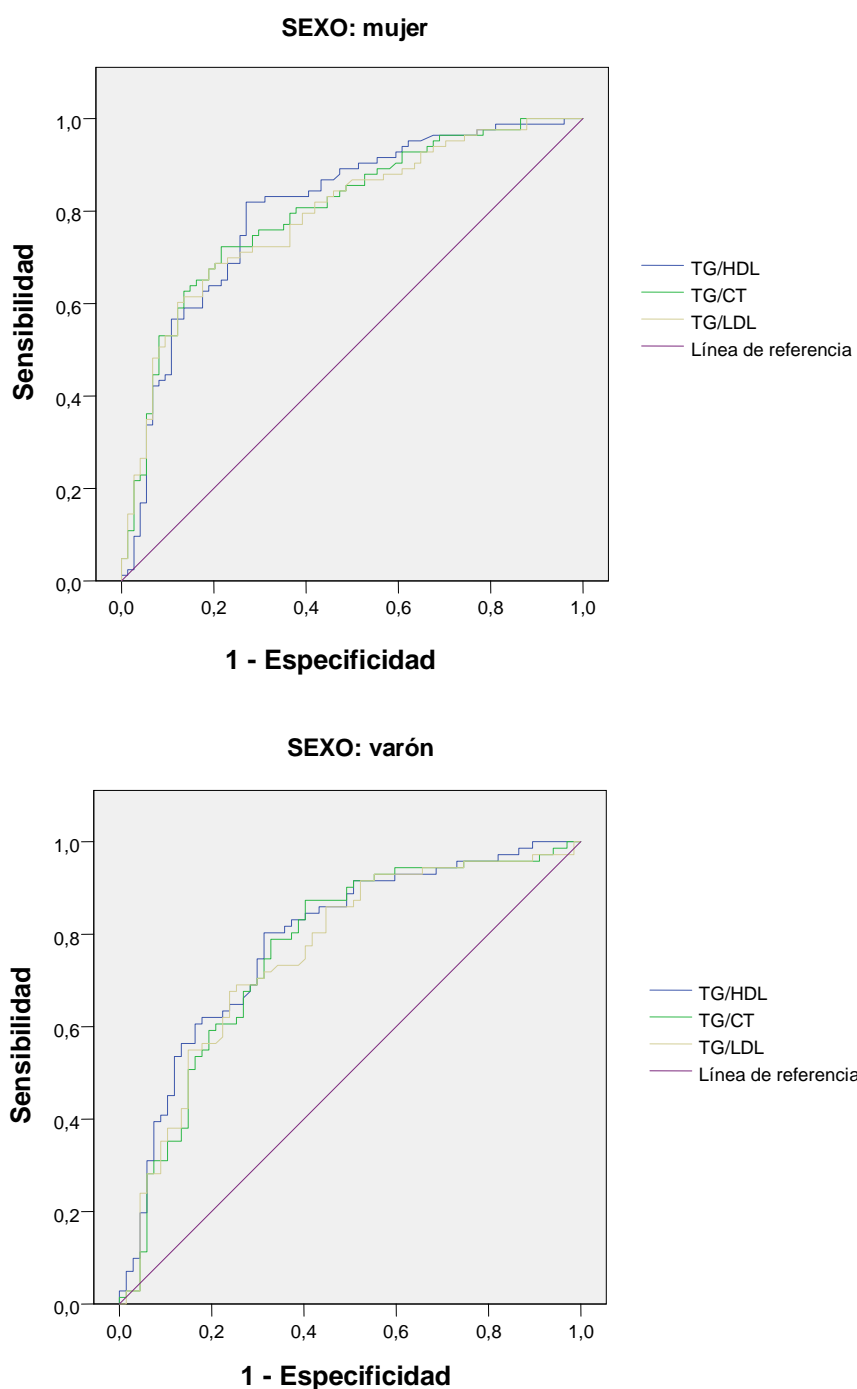 SEXO: mujer
1,0
0,8
0,6
0,4
0,2
0,0
Sensibilidad
0,0 0,2 0,4 0,6 0,8 1,0
1 - Especificidad
TG/HDL
TG/CT
TG/LDL
Línea de referencia
SEXO: varón
1,0
0,8
0,6
0,4
0,2
0,0
Sensibilidad
0,0 0,2 0,4 0,6 0,8 1,0
1 - Especificidad
TG/HDL
TG/CT
TG/LDL
Línea de referencia